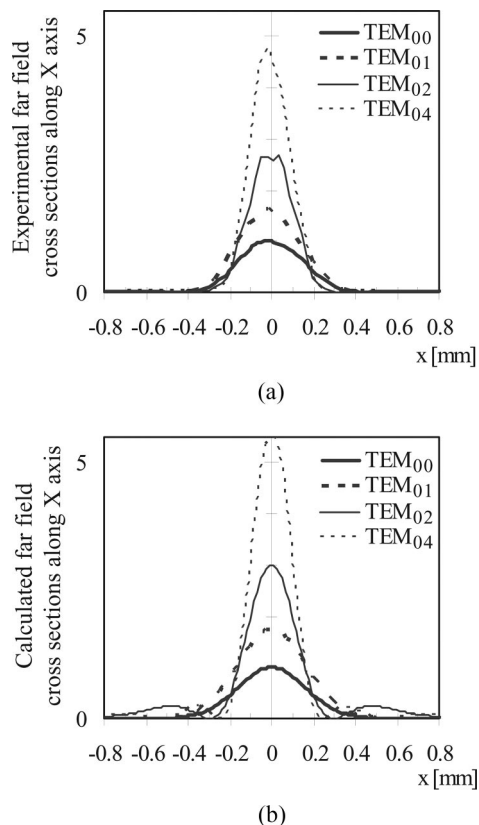 Experimental far field
cross sections along X axis
5
0
TEM₀₀
TEM₀₁
TEM₀₂
TEM₀₄
-0.8 -0.6 -0.4 -0.2 0 0.2 0.4 0.6 0.8
x [mm]
(a)
Calculated far field
cross sections along X axis
5
0
TEM₀₀
TEM₀₁
TEM₀₂
TEM₀₄
-0.8 -0.6 -0.4 -0.2 0 0.2 0.4 0.6 0.8
x [mm]
(b)